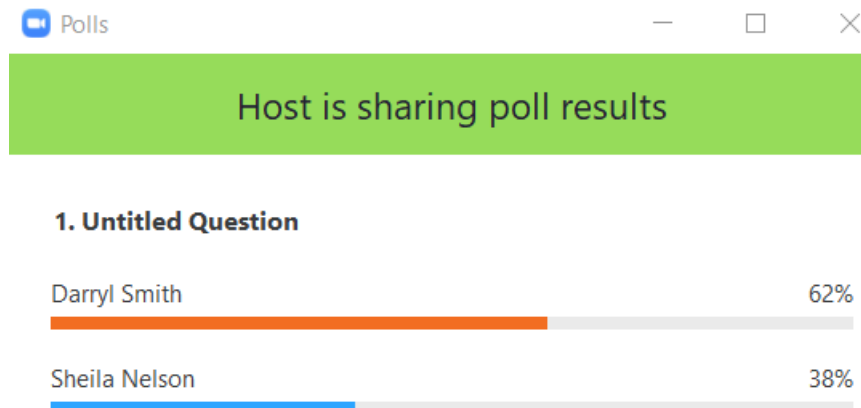 Polls
Host is sharing poll results
1. Untitled Question
Darryl Smith 62%
Sheila Nelson 38%